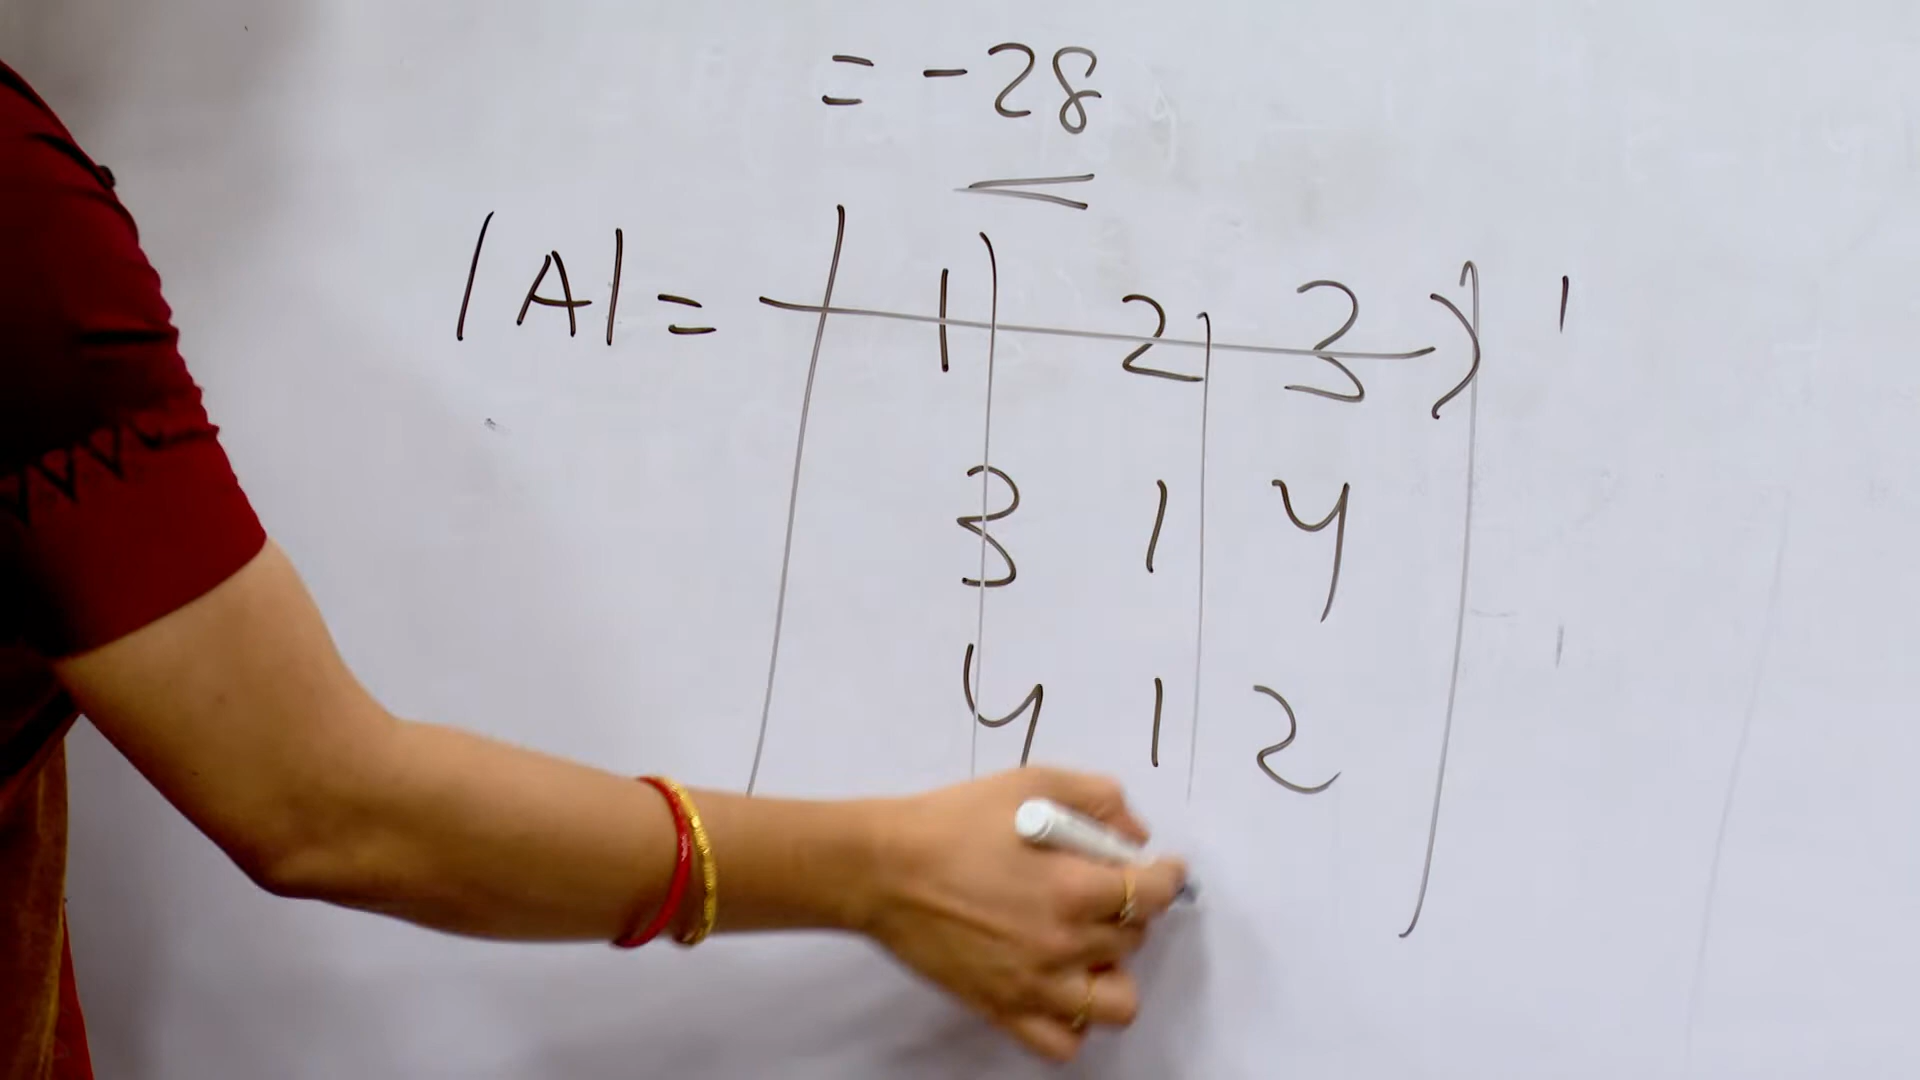 = -28
|A| = | 1 2 3 |
3 1 4
4 1 2